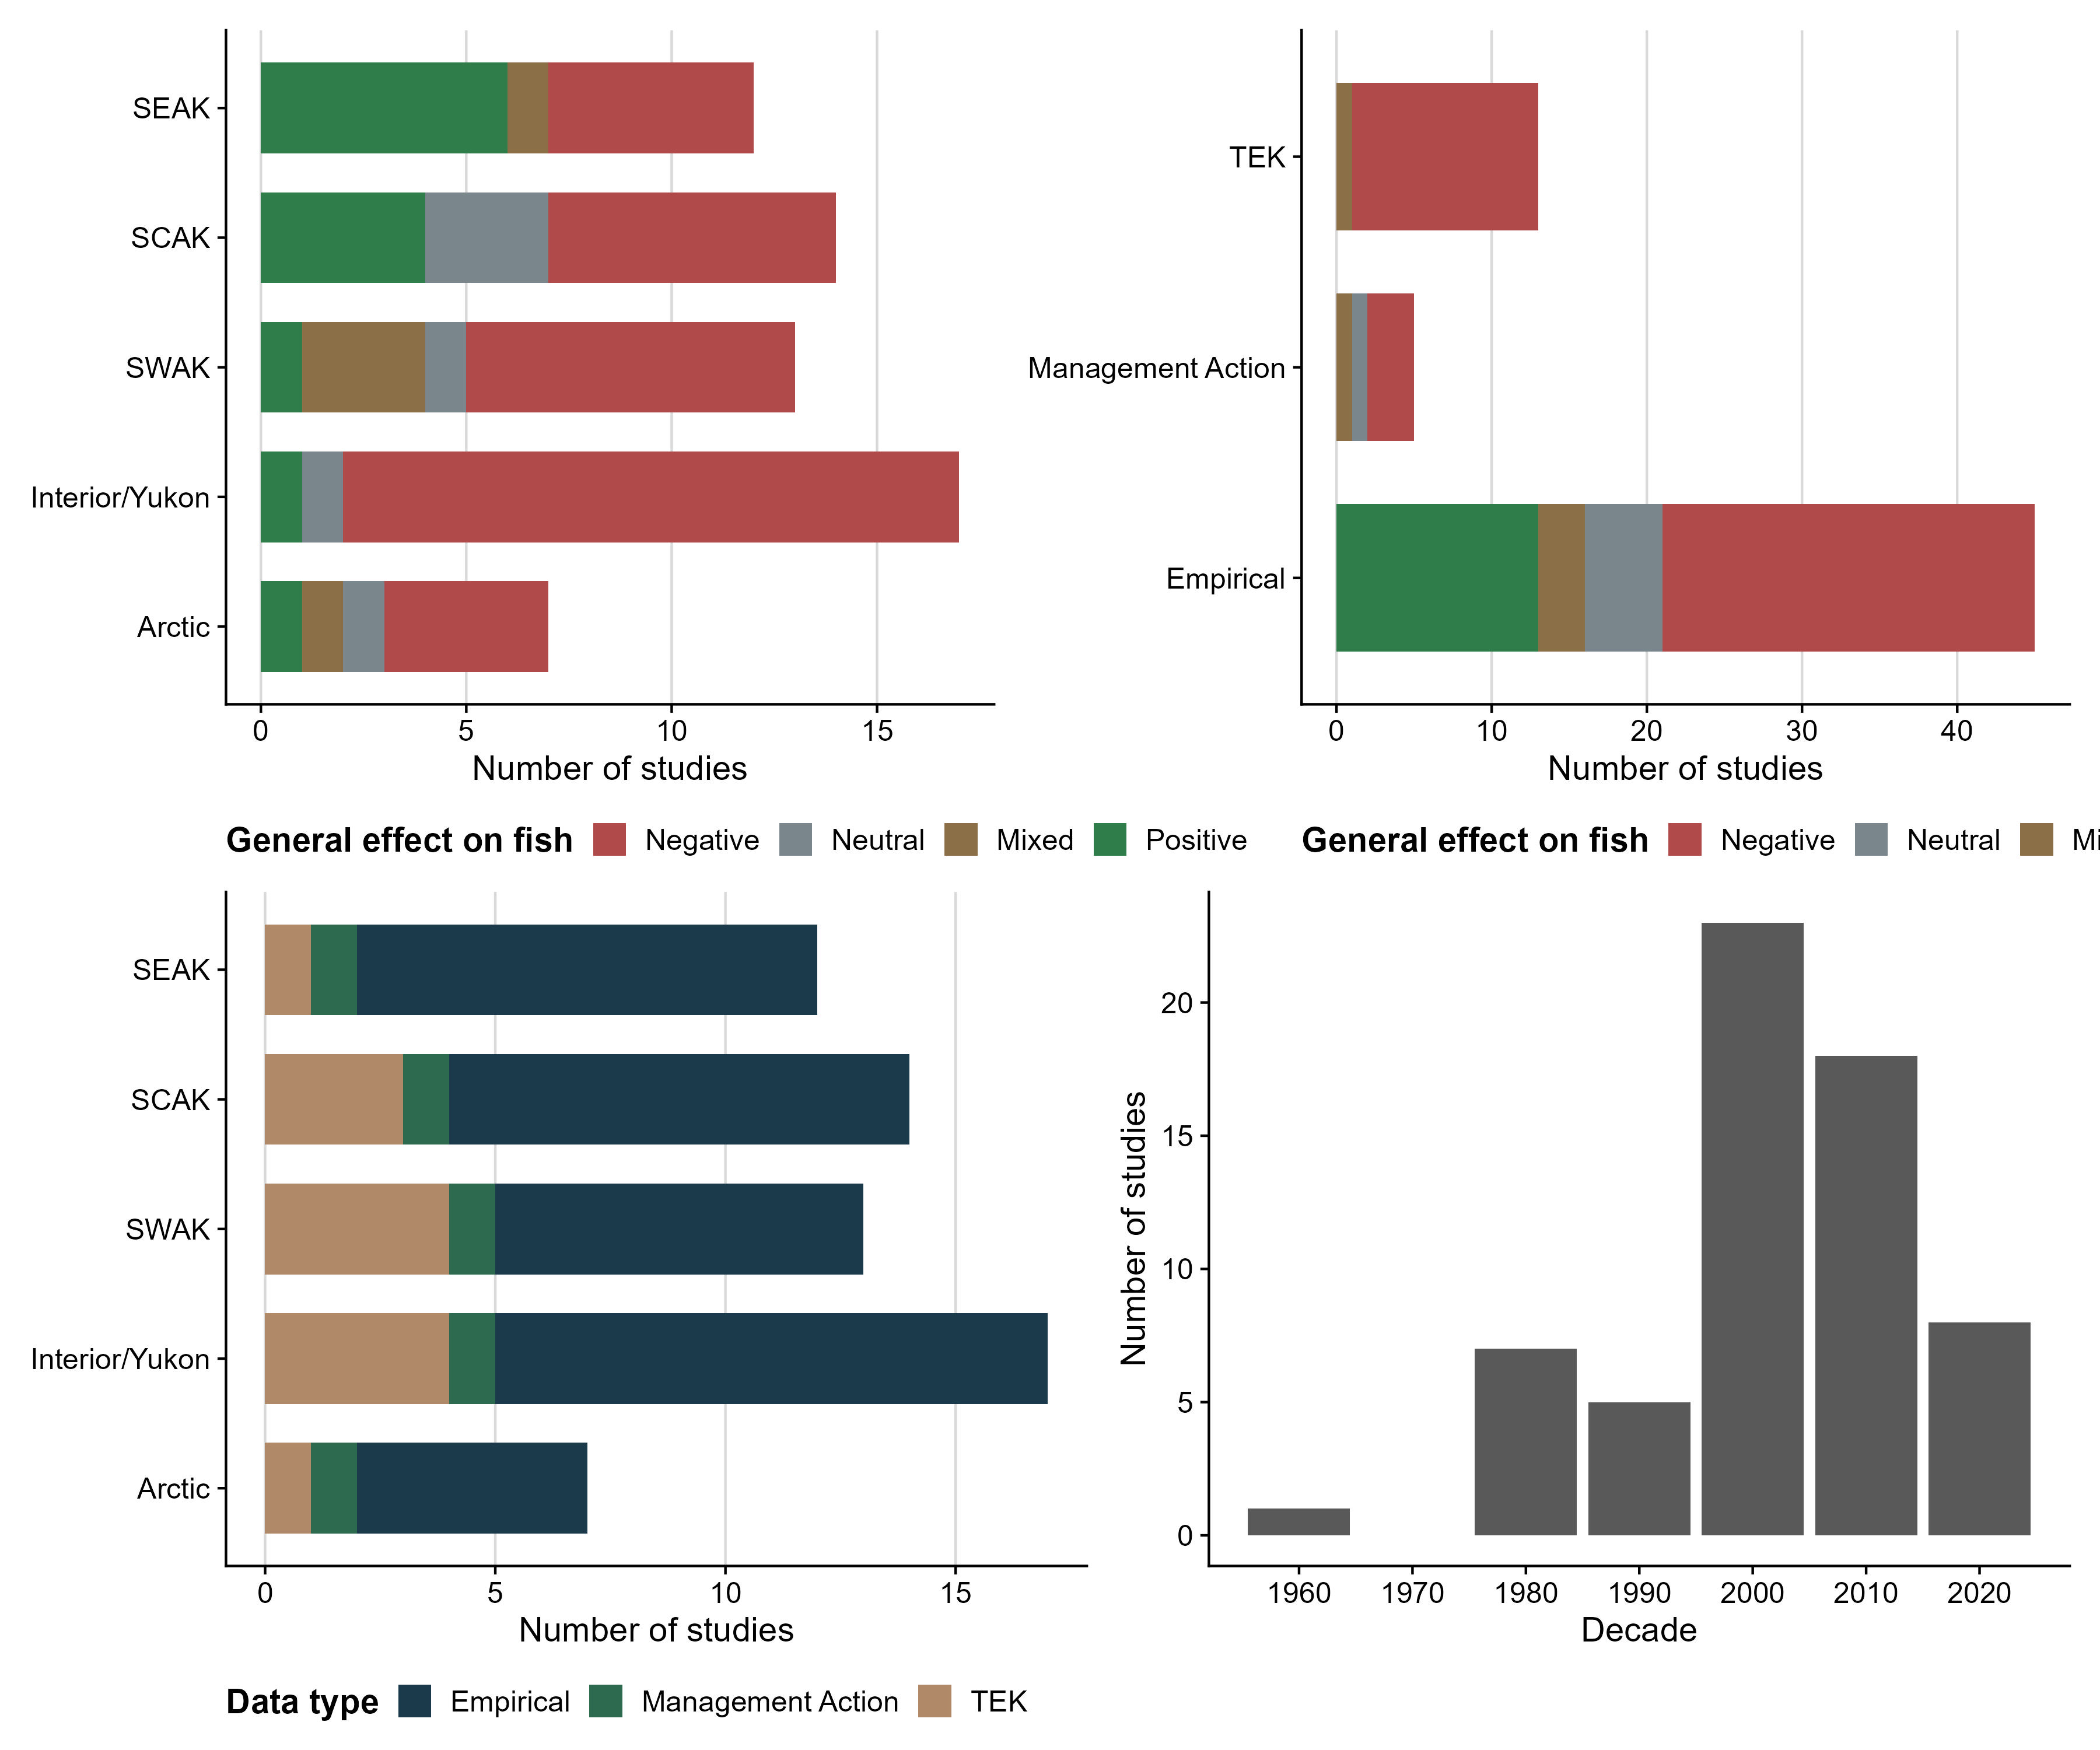 SEAK
SCAK
SWAK
Interior/Yukon
Arctic
0 5 10 15
Number of studies
General effect on fish Negative Neutral Mixed Positive
TEK
Management Action
Empirical
0 10 20 30 40
Number of studies
General effect on fish Negative Neutral Mi
SEAK
SCAK
SWAK
Interior/Yukon
Arctic
0 5 10 15
Number of studies
Data type Empirical Management Action TEK
Number of studies
20
15
10
5
0
1960 1970 1980 1990 2000 2010 2020
Decade